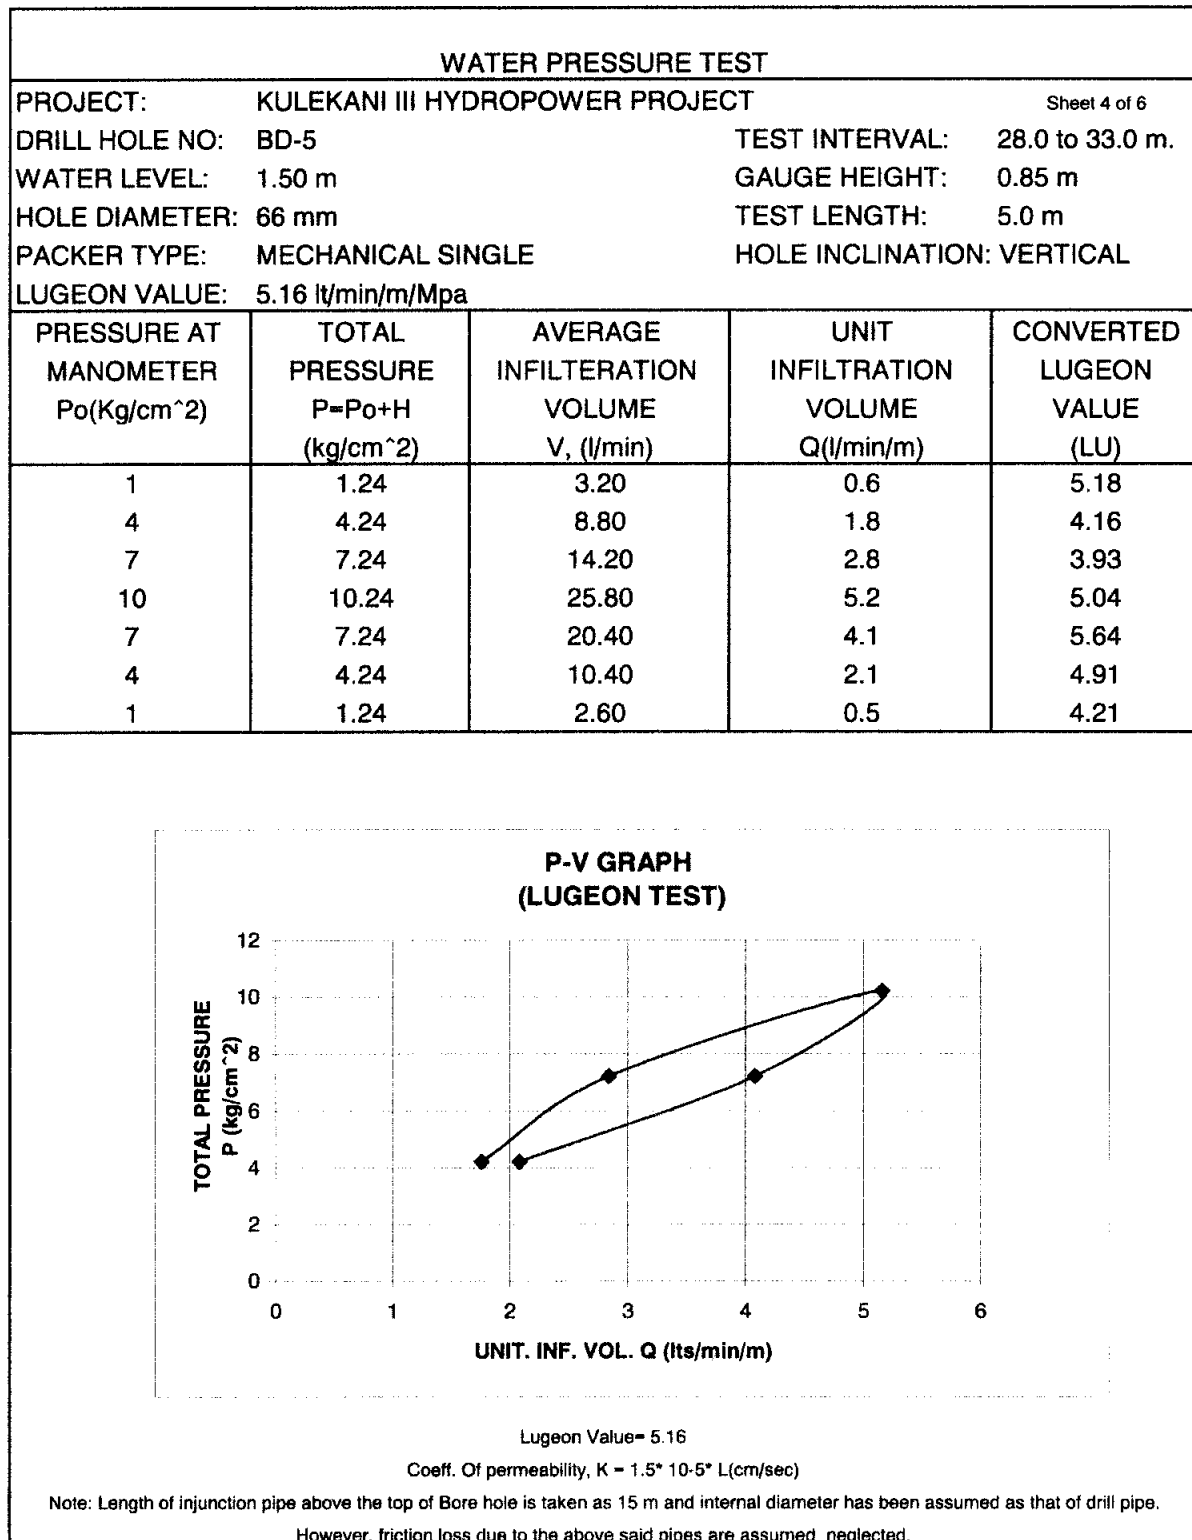 WATER PRESSURE TEST
PROJECT: KULEKANI III HYDROPOWER PROJECT Sheet 4 of 6
DRILL HOLE NO: BD-5 TEST INTERVAL: 28.0 to 33.0 m.
WATER LEVEL: 1.50 m GAUGE HEIGHT: 0.85 m
HOLE DIAMETER: 66 mm TEST LENGTH: 5.0 m
PACKER TYPE: MECHANICAL SINGLE HOLE INCLINATION: VERTICAL
LUGEON VALUE: 5.16 lt/min/m/Mpa
PRESSURE AT TOTAL AVERAGE UNIT CONVERTED
MANOMETER PRESSURE INFILTERATION INFILTRATION LUGEON
Po(Kg/cm^2) P=Po+H VOLUME VOLUME VALUE
(kg/cm^2) V, (l/min) Q(l/min/m) (LU)
1 1.24 3.20 0.6 5.18
4 4.24 8.80 1.8 4.16
7 7.24 14.20 2.8 3.93
10 10.24 25.80 5.2 5.04
7 7.24 20.40 4.1 5.64
4 4.24 10.40 2.1 4.91
1 1.24 2.60 0.5 4.21
P-V GRAPH
(LUGEON TEST)
TOTAL PRESSURE
P (kg/cm^2)
12
10
8
6
4
2
0
0 1 2 3 4 5 6
UNIT. INF. VOL. Q (lts/min/m)
Lugeon Value= 5.16
Coeff. Of permeability, K = 1.5* 10-5* L(cm/sec)
Note: Length of injunction pipe above the top of Bore hole is taken as 15 m and internal diameter has been assumed as that of drill pipe.
However, friction loss due to the above said pipes are assumed neglected.